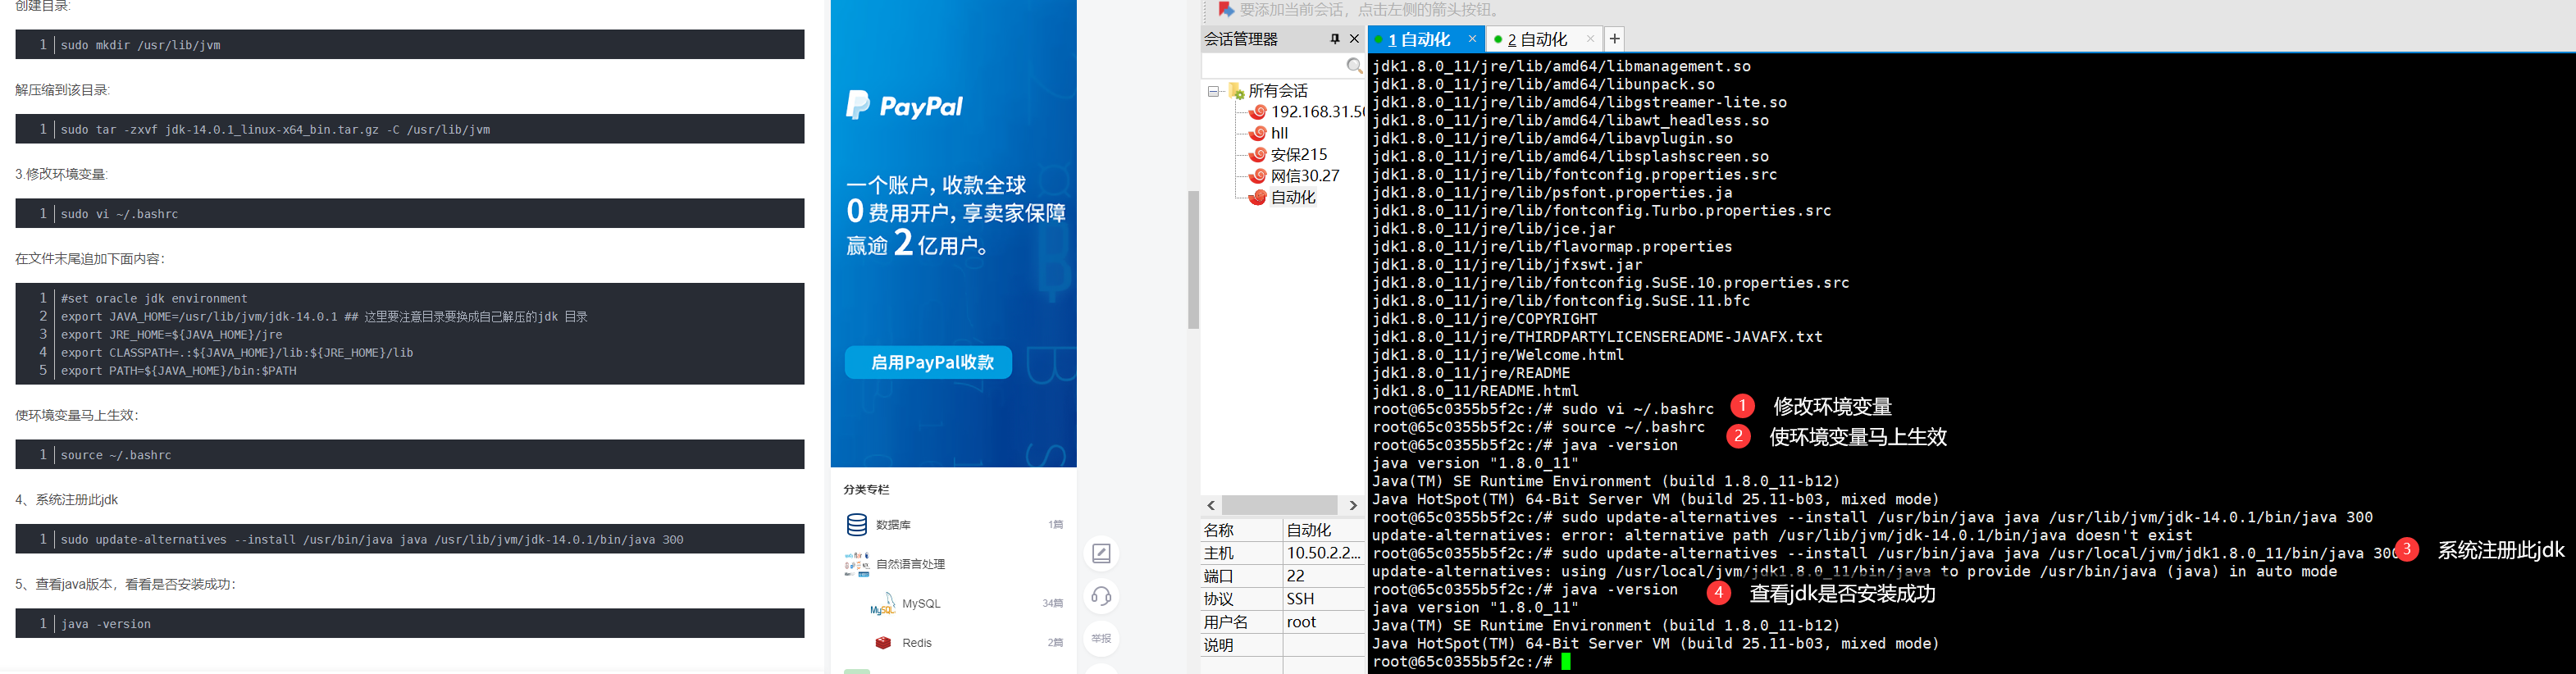 创建目录:
1 sudo mkdir /usr/lib/jvm
解压缩到该目录:
1 sudo tar -zxvf jdk-14.0.1_linux-x64_bin.tar.gz -C /usr/lib/jvm
3.修改环境变量:
1 sudo vi ~/.bashrc
在文件末尾追加下面内容:
1 #set oracle jdk environment
2 export JAVA_HOME=/usr/lib/jvm/jdk-14.0.1 ## 这里要注意目录要换成自己解压的jdk 目录
3 export JRE_HOME=${JAVA_HOME}/jre
4 export CLASSPATH=.:${JAVA_HOME}/lib:${JRE_HOME}/lib
5 export PATH=${JAVA_HOME}/bin:$PATH
使环境变量马上生效:
1 source ~/.bashrc
4、系统注册此jdk
1 sudo update-alternatives --install /usr/bin/java java /usr/lib/jvm/jdk-14.0.1/bin/java 300
5、查看java版本，看看是否安装成功:
1 java -version
PayPal
一个账户, 收款全球
0 费用开户, 享卖家保障
赢逾 2 亿用户。
启用PayPal收款
分类专栏
数据库 1篇
自然语言处理
MySQL 34篇
Redis 2篇
举报
要添加当前会话，点击左侧的箭头按钮。
会话管理器
所有会话
192.168.31.50
hll
安保215
网信30.27
自动化
名称 自动化
主机 10.50.2.2...
端口 22
协议 SSH
用户名 root
说明
1 自动化
2 自动化
jdk1.8.0_11/jre/lib/amd64/libmanagement.so
jdk1.8.0_11/jre/lib/amd64/libunpack.so
jdk1.8.0_11/jre/lib/amd64/libgstreamer-lite.so
jdk1.8.0_11/jre/lib/amd64/libawt_headless.so
jdk1.8.0_11/jre/lib/amd64/libavplugin.so
jdk1.8.0_11/jre/lib/amd64/libsplashscreen.so
jdk1.8.0_11/jre/lib/fontconfig.properties.src
jdk1.8.0_11/jre/lib/psfont.properties.ja
jdk1.8.0_11/jre/lib/fontconfig.Turbo.properties.src
jdk1.8.0_11/jre/lib/jce.jar
jdk1.8.0_11/jre/lib/flavormap.properties
jdk1.8.0_11/jre/lib/jfxswt.jar
jdk1.8.0_11/jre/lib/fontconfig.SuSE.10.properties.src
jdk1.8.0_11/jre/lib/fontconfig.SuSE.11.bfc
jdk1.8.0_11/jre/COPYRIGHT
jdk1.8.0_11/jre/THIRDPARTYLICENSEREADME-JAVAFX.txt
jdk1.8.0_11/jre/Welcome.html
jdk1.8.0_11/jre/README
jdk1.8.0_11/README.html
root@65c0355b5f2c:/# sudo vi ~/.bashrc 1 修改环境变量
root@65c0355b5f2c:/# source ~/.bashrc 2 使环境变量马上生效
root@65c0355b5f2c:/# java -version
java version "1.8.0_11"
Java(TM) SE Runtime Environment (build 1.8.0_11-b12)
Java HotSpot(TM) 64-Bit Server VM (build 25.11-b03, mixed mode)
root@65c0355b5f2c:/# sudo update-alternatives --install /usr/bin/java java /usr/lib/jvm/jdk-14.0.1/bin/java 300
update-alternatives: error: alternative path /usr/lib/jvm/jdk-14.0.1/bin/java doesn't exist
root@65c0355b5f2c:/# sudo update-alternatives --install /usr/bin/java java /usr/local/jvm/jdk1.8.0_11/bin/java 300 3 系统注册此jdk
update-alternatives: using /usr/local/jvm/jdk1.8.0_11/bin/java to provide /usr/bin/java (java) in auto mode
root@65c0355b5f2c:/# java -version 4 查看jdk是否安装成功
java version "1.8.0_11"
Java(TM) SE Runtime Environment (build 1.8.0_11-b12)
Java HotSpot(TM) 64-Bit Server VM (build 25.11-b03, mixed mode)
root@65c0355b5f2c:/#